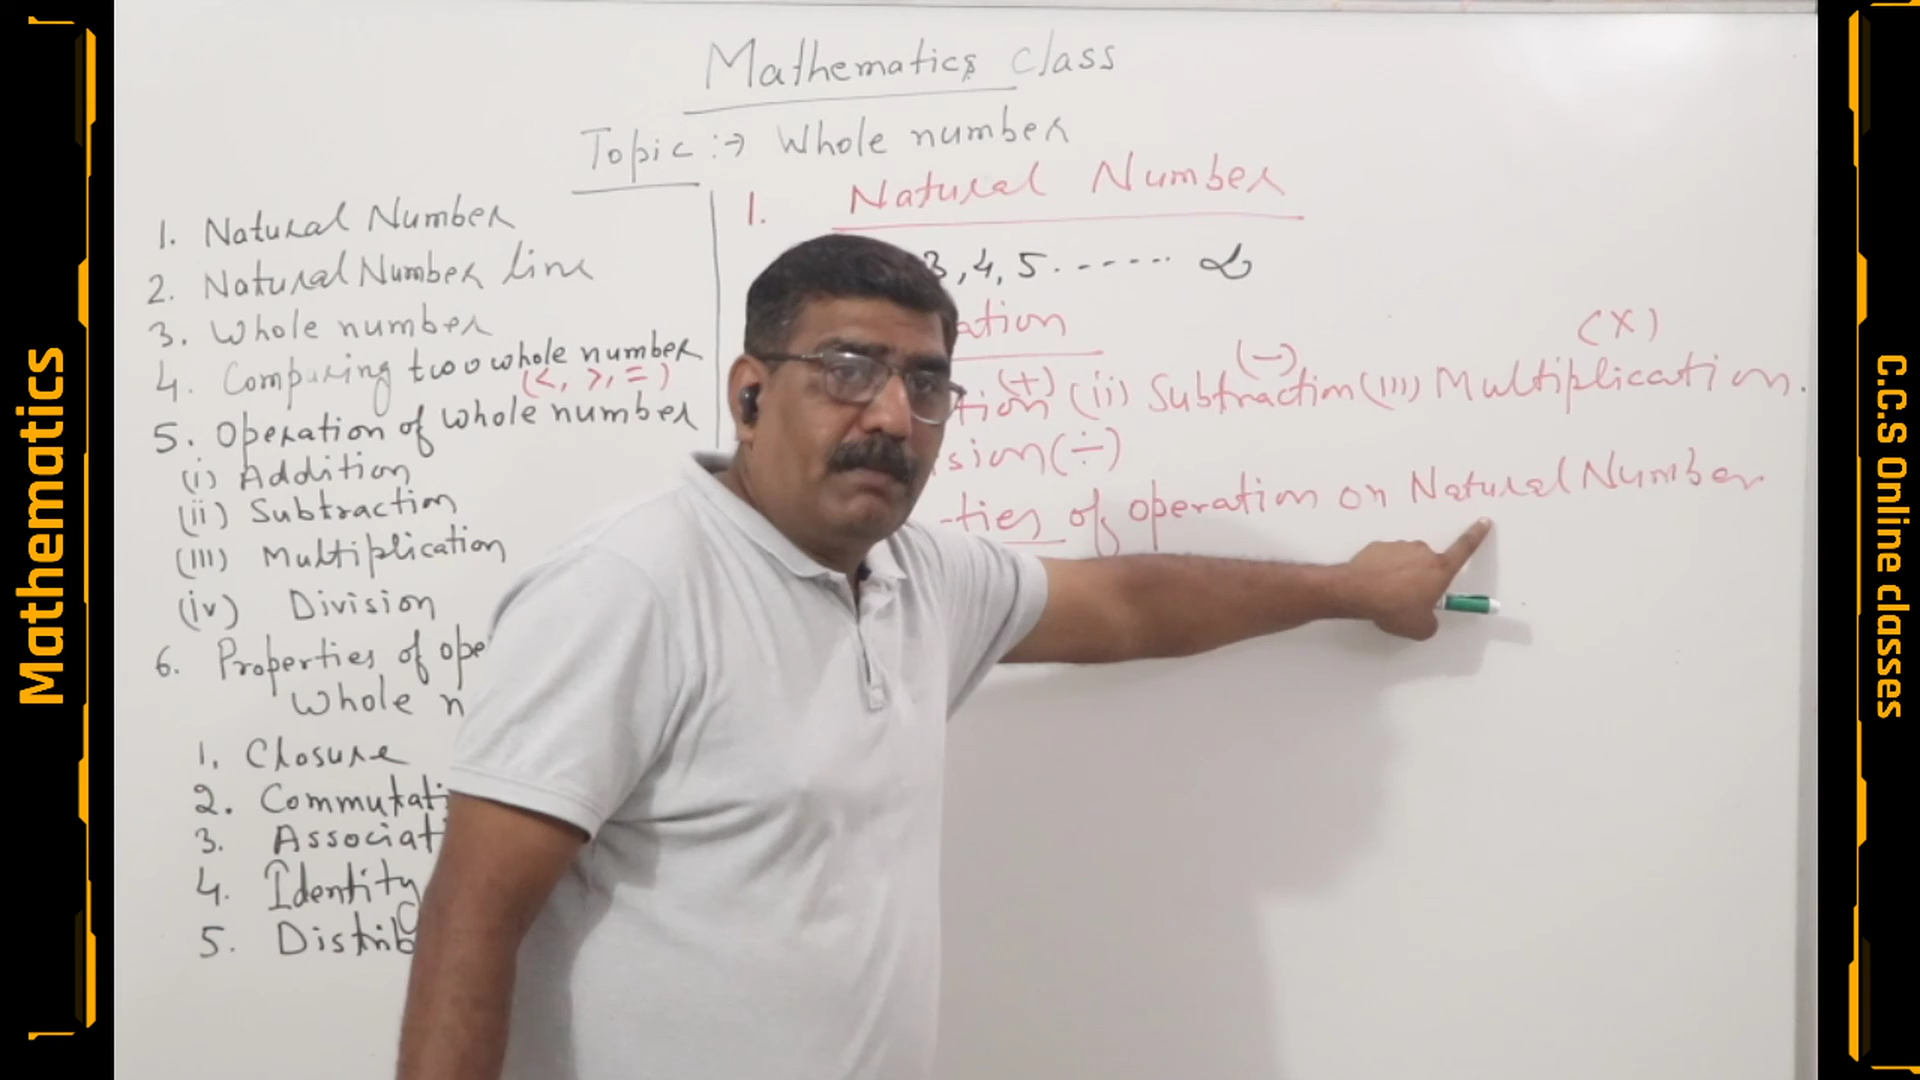 Mathematics
Mathematics class
Topic :→ Whole number
1. Natural Number
2. Natural Number line
3. Whole number
4. Comparing two whole number
(<, >, =)
5. Operation of whole number
(i) Addition
(ii) Subtraction
(iii) Multiplication
(iv) Division
6. Properties of ope
Whole n
1. Closure
2. Commutati
3. Associati
4. Identity
5. Distrib
1. Natural Number
3, 4, 5 ------
ation
(+) (-) (×)
tion (ii) Subtraction (iii) Multiplication.
sion (÷)
-ties of operation on Natural Number
C.C.S Online classes